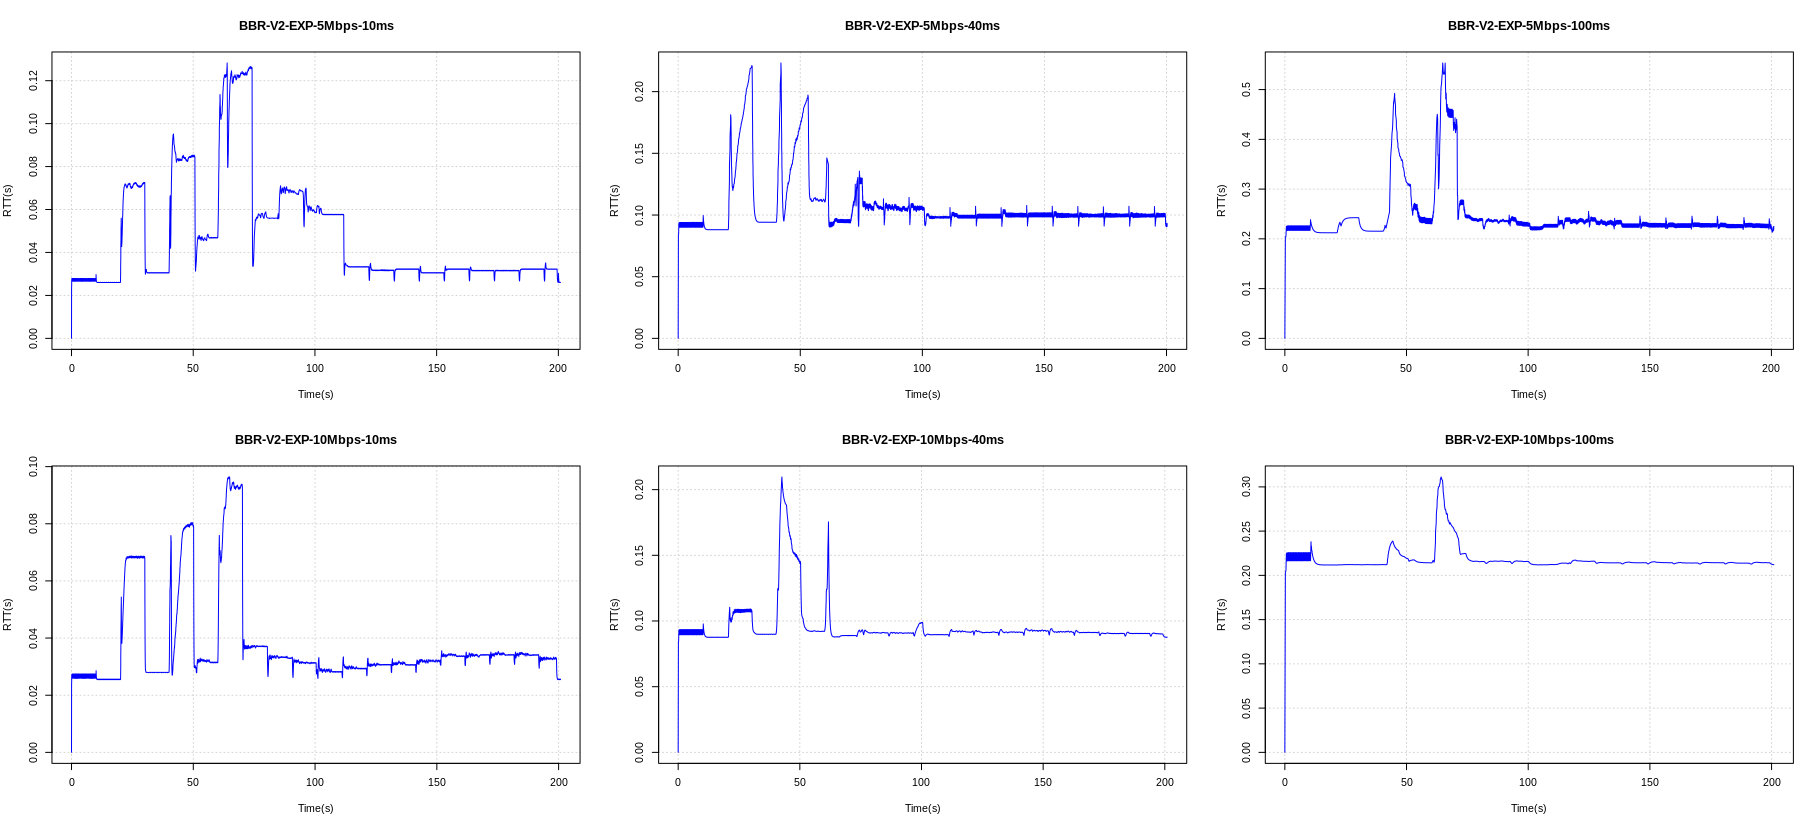 BBR-V2-EXP-5Mbps-10ms
RTT(s)
0.00 0.02 0.04 0.06 0.08 0.10 0.12
0 50 100 150 200
Time(s)
BBR-V2-EXP-5Mbps-40ms
RTT(s)
0.00 0.05 0.10 0.15 0.20
0 50 100 150 200
Time(s)
BBR-V2-EXP-5Mbps-100ms
RTT(s)
0.0 0.1 0.2 0.3 0.4 0.5
0 50 100 150 200
Time(s)
BBR-V2-EXP-10Mbps-10ms
RTT(s)
0.00 0.02 0.04 0.06 0.08 0.10
0 50 100 150 200
Time(s)
BBR-V2-EXP-10Mbps-40ms
RTT(s)
0.00 0.05 0.10 0.15 0.20
0 50 100 150 200
Time(s)
BBR-V2-EXP-10Mbps-100ms
RTT(s)
0.00 0.05 0.10 0.15 0.20 0.25 0.30
0 50 100 150 200
Time(s)